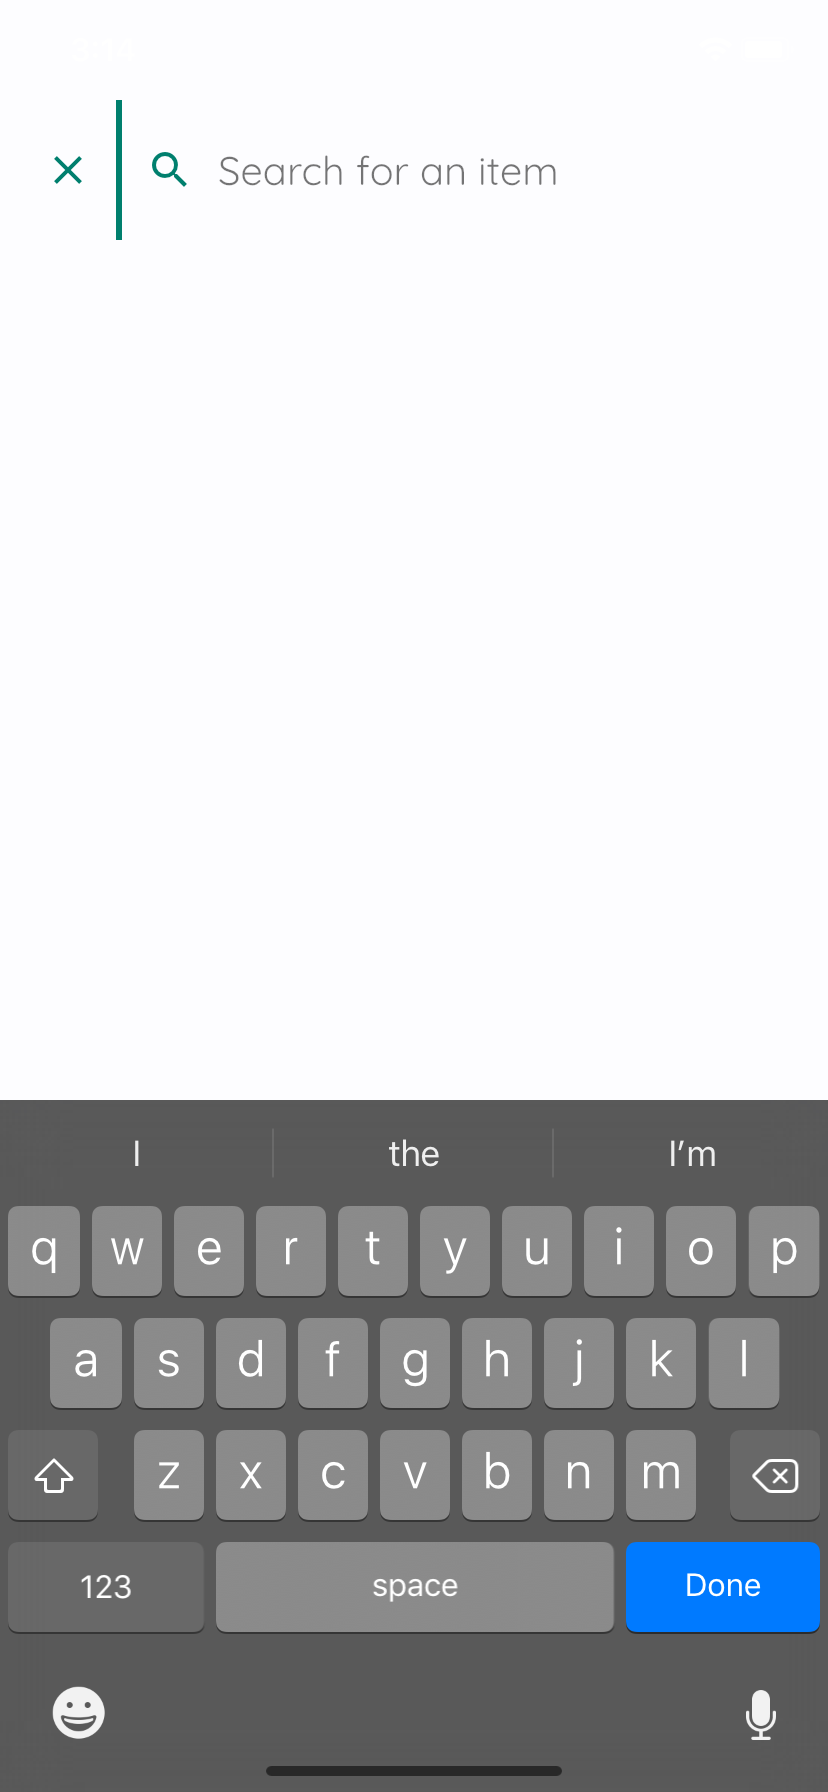 Search for an item
I the I'm
q w e r t y u i o p
a s d f g h j k l
z x c v b n m
123 space Done